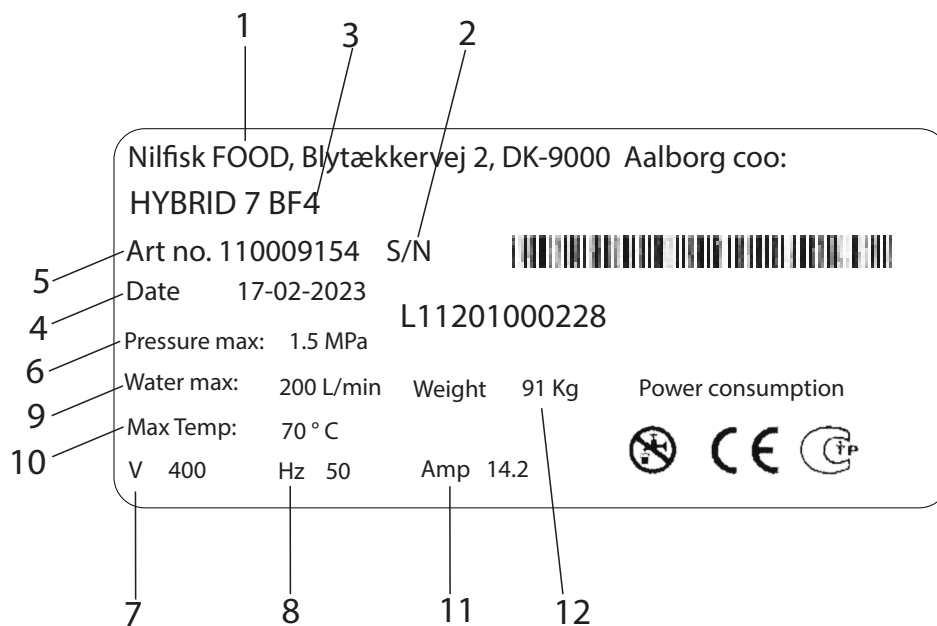 1 3 2
Nilfisk FOOD, Blytækkervej 2, DK-9000 Aalborg coo:
HYBRID 7 BF4
5 Art no. 110009154 S/N
4 Date 17-02-2023
L11201000228
6 Pressure max: 1.5 MPa
9 Water max: 200 L/min Weight 91 Kg Power consumption
10 Max Temp: 70 ° C
V 400 Hz 50 Amp 14.2
CE
7 8 11 12